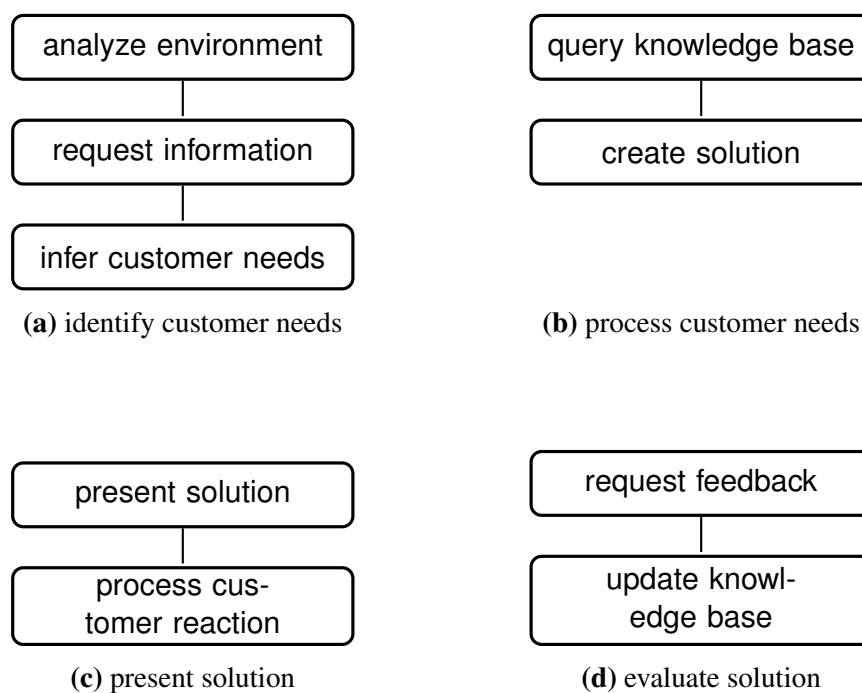 analyze environment
request information
infer customer needs
(a) identify customer needs
query knowledge base
create solution
(b) process customer needs
present solution
process cus-
tomer reaction
(c) present solution
request feedback
update knowl-
edge base
(d) evaluate solution